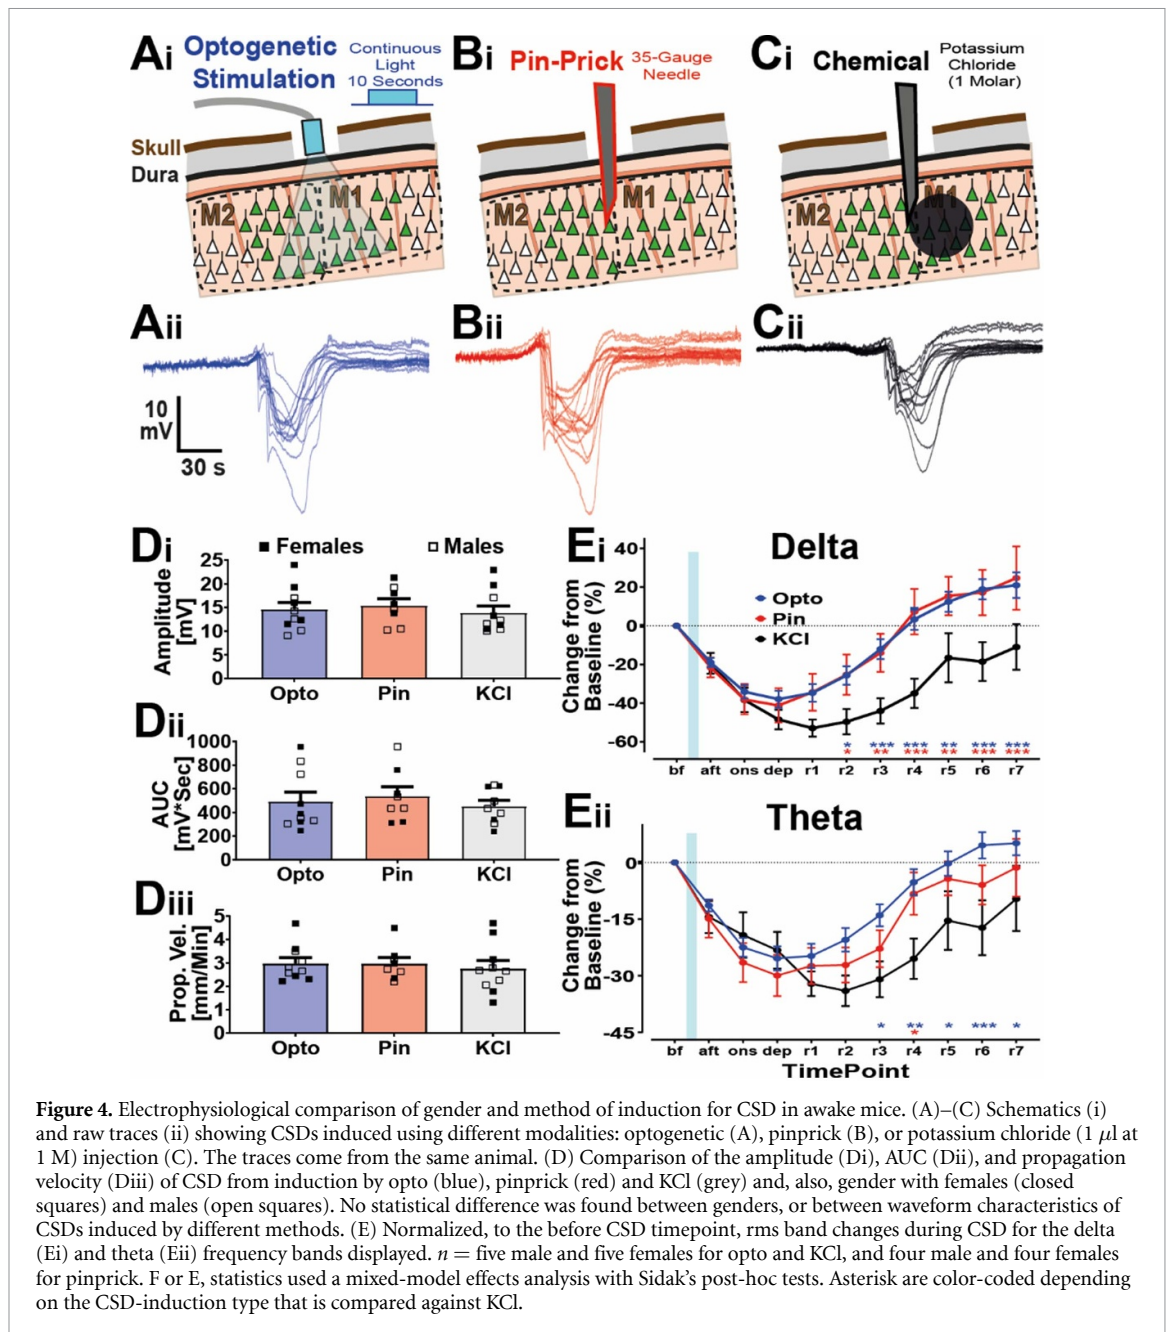 Ai Optogenetic Stimulation
Continuous Light 10 Seconds
Bi Pin-Prick
35-Gauge Needle
Ci Chemical
Potassium Chloride (1 Molar)
Skull
Dura
M2 M1
M2 M1
M2 M1
Aii
Bii
Cii
10 mV
30 s
Di
■ Females □ Males
Amplitude [mV]
25
20
15
10
5
0
Opto Pin KCl
Dii
AUC [mV*Sec]
1000
800
600
400
200
0
Opto Pin KCl
Diii
Prop. Vel. [mm/Min]
5
4
3
2
1
0
Opto Pin KCl
Ei Delta
Change from Baseline (%)
40
20
0
-20
-40
-60
Opto
Pin
KCl
* *** *** ** *** ***
* ** *** ** *** ***
bf aft ons dep r1 r2 r3 r4 r5 r6 r7
Eii Theta
Change from Baseline (%)
0
-15
-30
-45
* ** * *** *
*
bf aft ons dep r1 r2 r3 r4 r5 r6 r7
TimePoint
Figure 4. Electrophysiological comparison of gender and method of induction for CSD in awake mice. (A)–(C) Schematics (i)
and raw traces (ii) showing CSDs induced using different modalities: optogenetic (A), pinprick (B), or potassium chloride (1 μl at
1 M) injection (C). The traces come from the same animal. (D) Comparison of the amplitude (Di), AUC (Dii), and propagation
velocity (Diii) of CSD from induction by opto (blue), pinprick (red) and KCl (grey) and, also, gender with females (closed
squares) and males (open squares). No statistical difference was found between genders, or between waveform characteristics of
CSDs induced by different methods. (E) Normalized, to the before CSD timepoint, rms band changes during CSD for the delta
(Ei) and theta (Eii) frequency bands displayed. n = five male and five females for opto and KCl, and four male and four females
for pinprick. F or E, statistics used a mixed-model effects analysis with Sidak's post-hoc tests. Asterisk are color-coded depending
on the CSD-induction type that is compared against KCl.